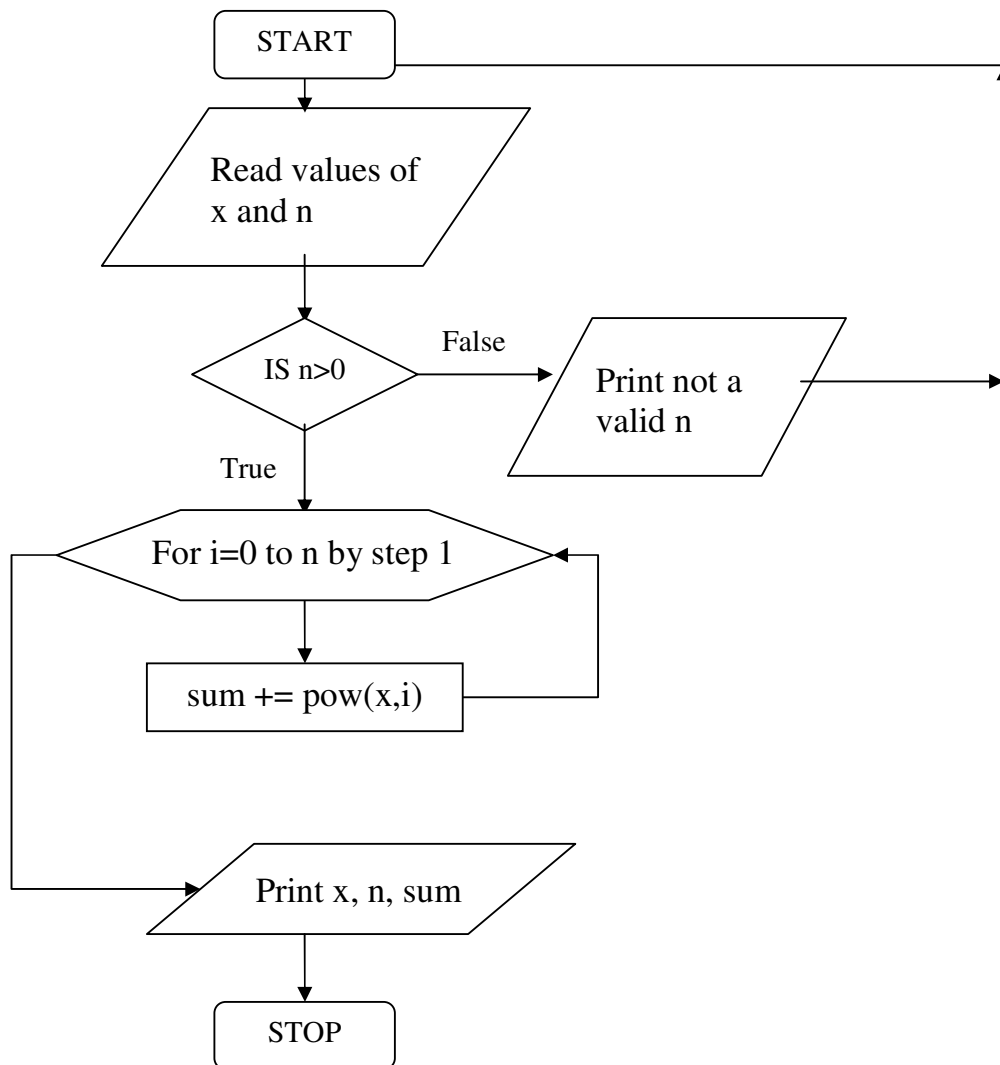 START
Read values of
x and n
IS n>0
False
Print not a
valid n
True
For i=0 to n by step 1
sum += pow(x,i)
Print x, n, sum
STOP